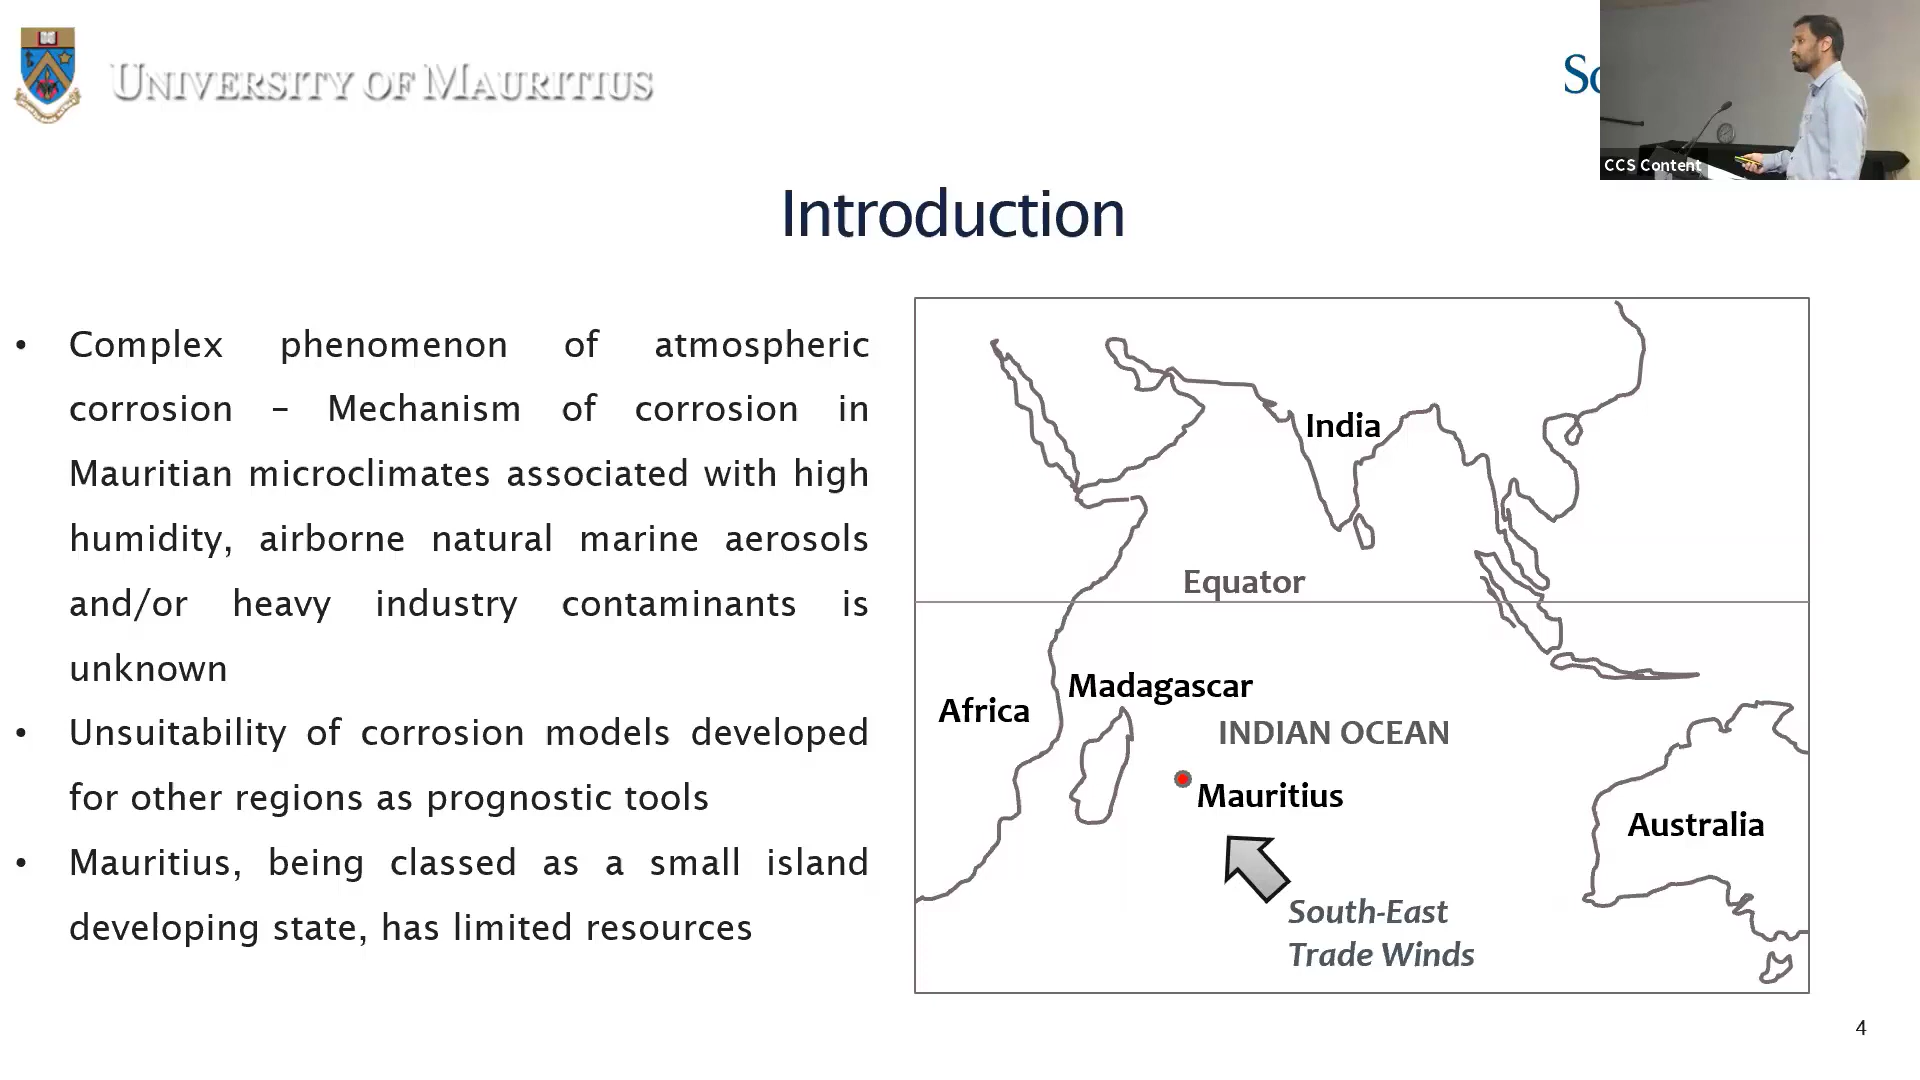 UNIVERSITY OF MAURITIUS
CCS Content
Introduction
• Complex phenomenon of atmospheric
corrosion – Mechanism of corrosion in
Mauritian microclimates associated with high
humidity, airborne natural marine aerosols
and/or heavy industry contaminants is
unknown
• Unsuitability of corrosion models developed
for other regions as prognostic tools
• Mauritius, being classed as a small island
developing state, has limited resources
India
Equator
Madagascar
Africa
INDIAN OCEAN
Mauritius
Australia
South-East
Trade Winds
4